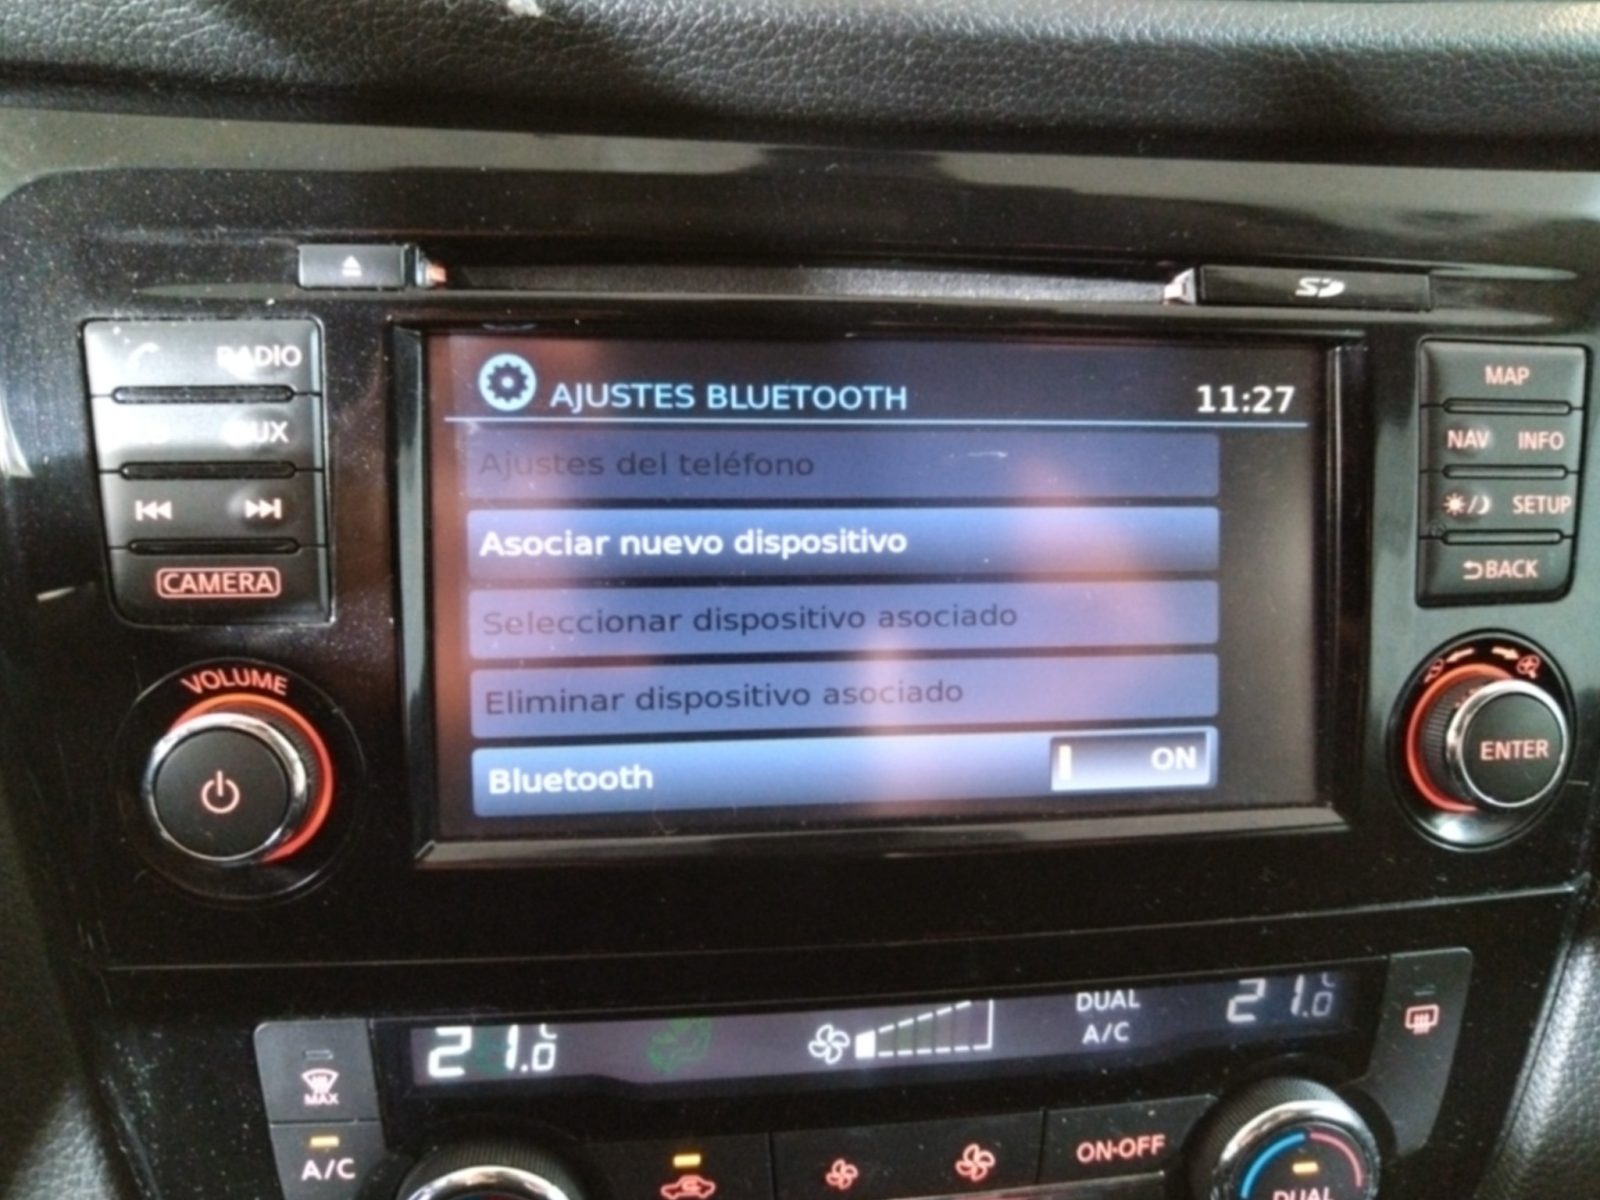 RADIO
AUX
CAMERA
VOLUME
AJUSTES BLUETOOTH 11:27
Ajustes del teléfono
Asociar nuevo dispositivo
Seleccionar dispositivo asociado
Eliminar dispositivo asociado
Bluetooth ON
MAP
NAV INFO
SETUP
BACK
ENTER
21.0 DUAL 21.0
A/C
MAX
A/C
ON·OFF
DUAL